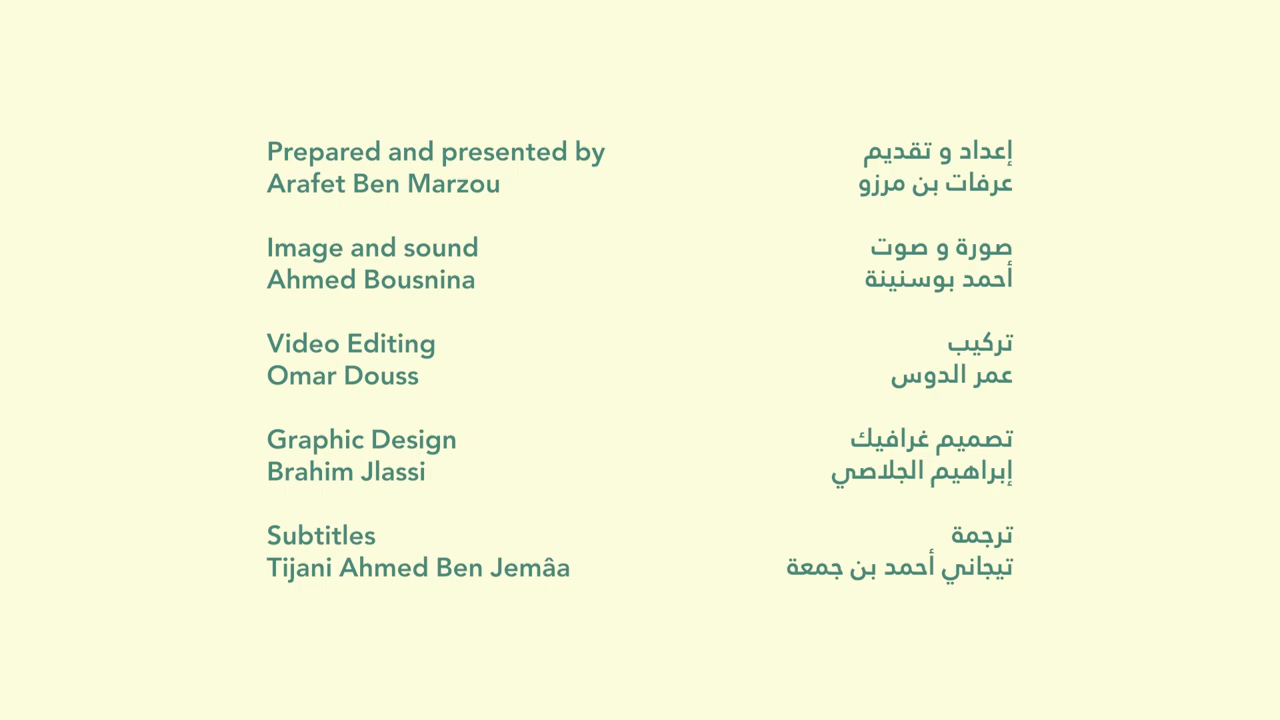 Prepared and presented by
Arafet Ben Marzou
Image and sound
Ahmed Bousnina
Video Editing
Omar Douss
Graphic Design
Brahim Jlassi
Subtitles
Tijani Ahmed Ben Jemâa
إعداد و تقديم
عرفات بن مرزو
صورة و صوت
أحمد بوسنينة
تركيب
عمر الدوس
تصميم غرافيك
إبراهيم الجلاصي
ترجمة
تيجاني أحمد بن جمعة